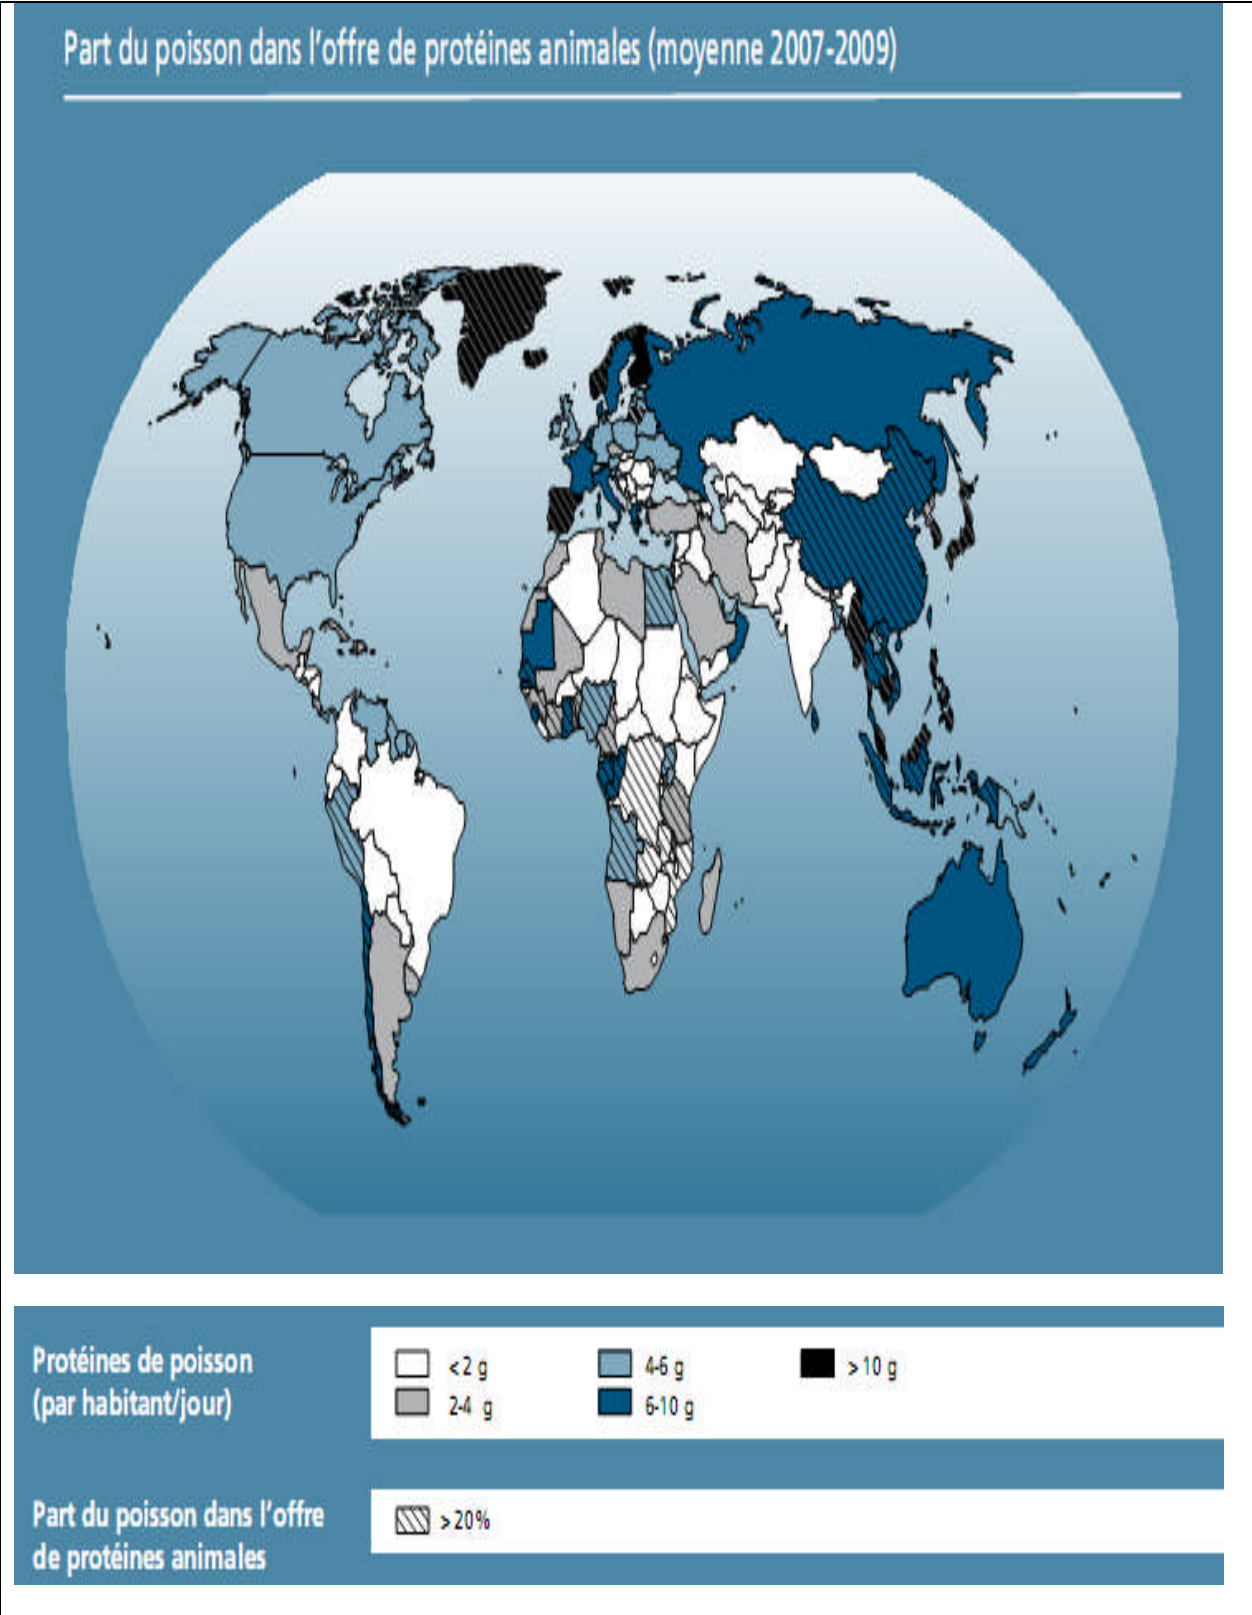 Part du poisson dans l'offre de protéines animales (moyenne 2007-2009)
Protéines de poisson
(par habitant/jour)
< 2 g
4-6 g
> 10 g
2-4 g
6-10 g
Part du poisson dans l'offre
de protéines animales
> 20%